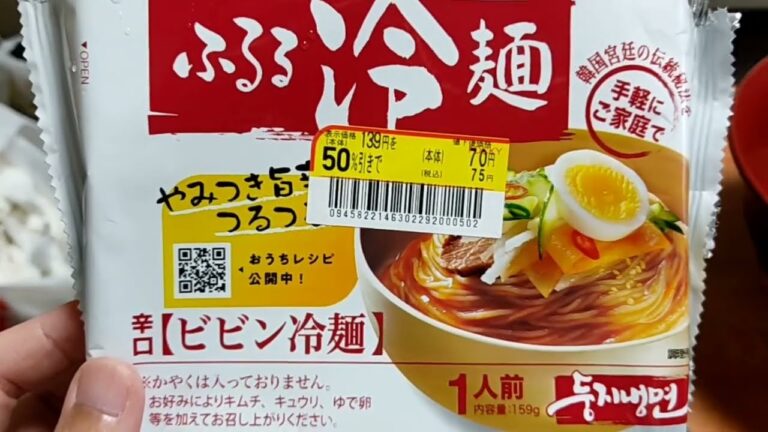 ふるる 冷 麺
OPEN
韓国宮廷の伝統秘法を
手軽に
ご家庭で
表示価格
(本体) 139円を
50%引きで
(本体) 70円
(税込) 75円
0945822146302292000502
やみつき旨
つるつ
おうちレシピ
公開中!
辛口【ビビン冷麺】
※かやくは入っておりません。
お好みによりキムチ、キュウリ、ゆで卵
等を加えてお召し上がりください。
1人前
内容量:159g
둥지냉면